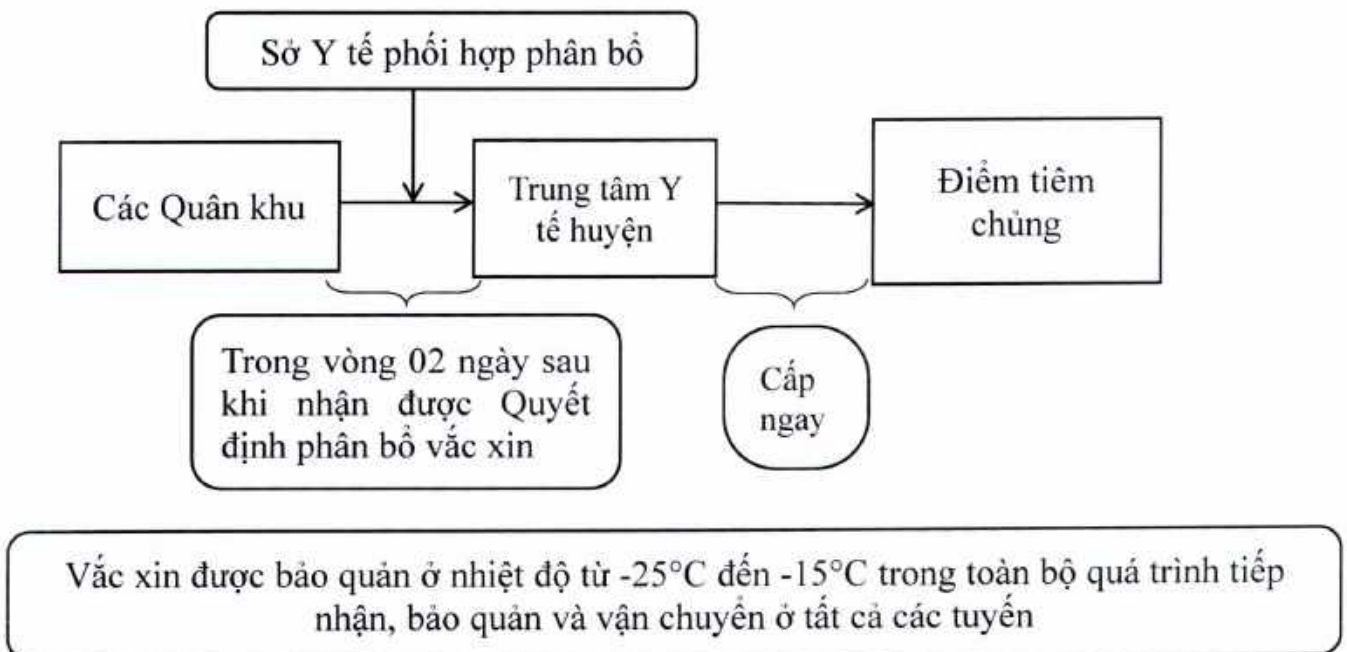 Sở Y tế phối hợp phân bổ
Các Quân khu
Trung tâm Y
tế huyện
Điểm tiêm
chủng
Trong vòng 02 ngày sau
khi nhận được Quyết
định phân bổ vắc xin
Cấp
ngay
Vắc xin được bảo quản ở nhiệt độ từ -25°C đến -15°C trong toàn bộ quá trình tiếp
nhận, bảo quản và vận chuyển ở tất cả các tuyến